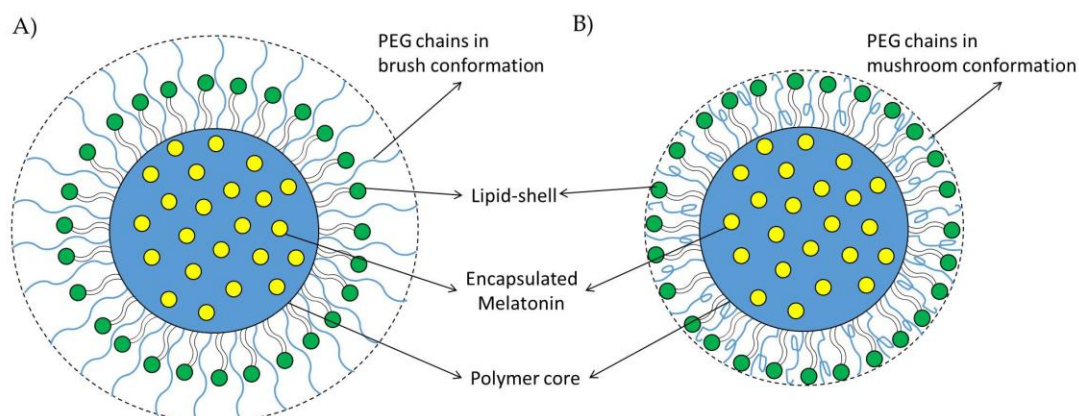 A)
PEG chains in
brush conformation
B)
PEG chains in
mushroom conformation
Lipid-shell
Encapsulated
Melatonin
Polymer core